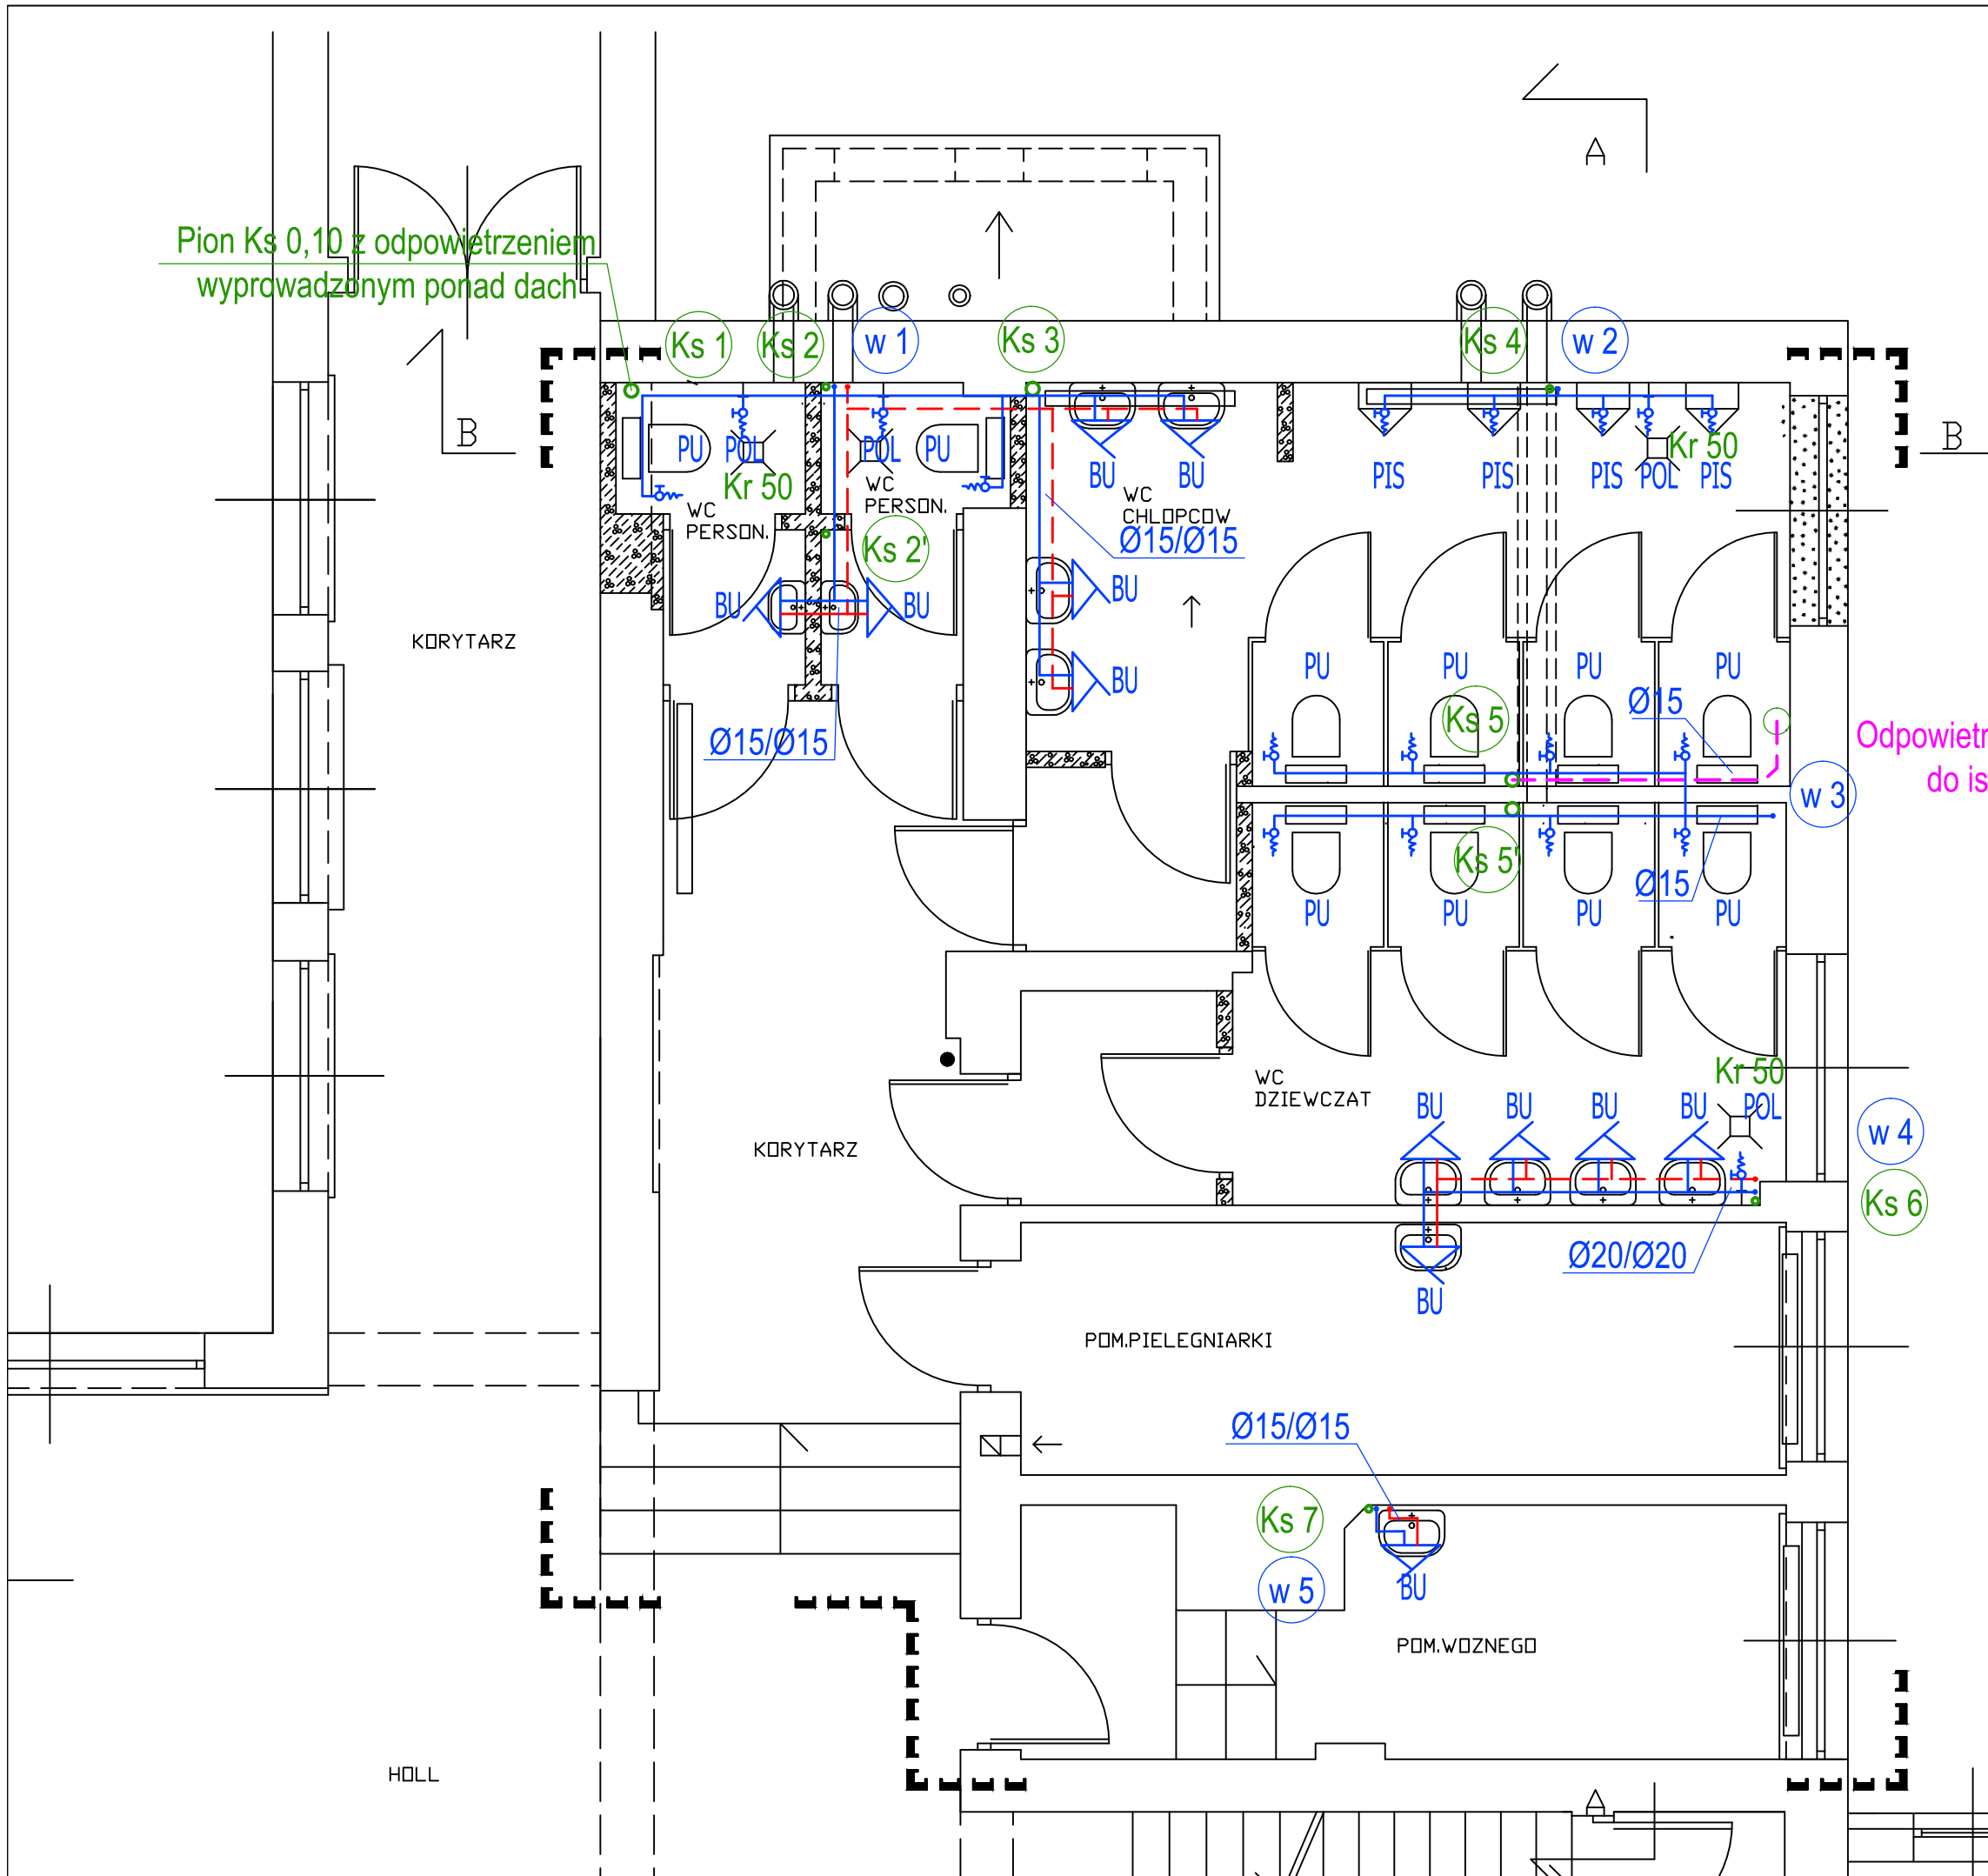 A
Pion Ks 0,10 z odpowietrzeniem
wyprowadzonym ponad dach
Ks 1
Ks 2
w 1
Ks 3
Ks 4
w 2
B
B
PU
POL
POL
PU
Kr 50
Kr 50
BU
BU
PIS
PIS
PIS
POL
PIS
WC
PERSON.
WC
PERSON.
WC
CHLOPCOW
Ks 2'
Ø15/Ø15
BU
BU
BU
BU
KORYTARZ
PU
PU
PU
PU
Ks 5
Ø15
Ø15/Ø15
Odpowietr
do is
w 3
Ks 5'
Ø15
PU
PU
PU
PU
WC
DZIEWCZAT
Kr 50
BU
BU
BU
BU
POL
w 4
KORYTARZ
Ks 6
Ø20/Ø20
BU
POM.PIELEGNIARKI
Ø15/Ø15
Ks 7
w 5
BU
POM.WOZNEGO
HOLL
A